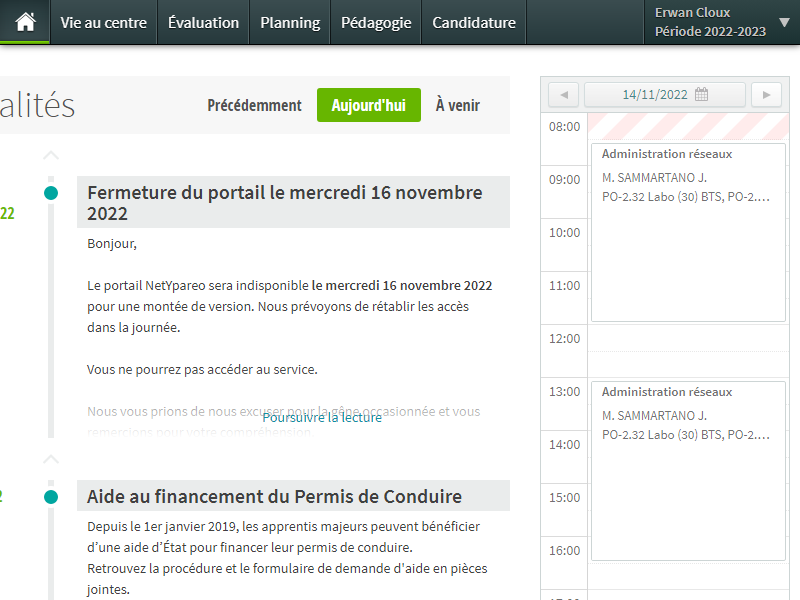 Vie au centre
Évaluation
Planning
Pédagogie
Candidature
Erwan Cloux
Période 2022-2023
alités
Précédemment
Aujourd'hui
À venir
22
Fermeture du portail le mercredi 16 novembre
2022
Bonjour,
Le portail NetYpareo sera indisponible le mercredi 16 novembre 2022
pour une montée de version. Nous prévoyons de rétablir les accès
dans la journée.
Vous ne pourrez pas accéder au service.
Nous vous prions de nous excuser pour la gêne occasionnée et vous
Poursuivre la lecture
remercions pour votre compréhension.
2
Aide au financement du Permis de Conduire
Depuis le 1er janvier 2019, les apprentis majeurs peuvent bénéficier
d’une aide d’État pour financer leur permis de conduire.
Retrouvez la procédure et le formulaire de demande d'aide en pièces
jointes.
14/11/2022
08:00
Administration réseaux
M. SAMMARTANO J.
PO-2.32 Labo (30) BTS, PO-2....
09:00
10:00
11:00
12:00
13:00
Administration réseaux
M. SAMMARTANO J.
PO-2.32 Labo (30) BTS, PO-2....
14:00
15:00
16:00